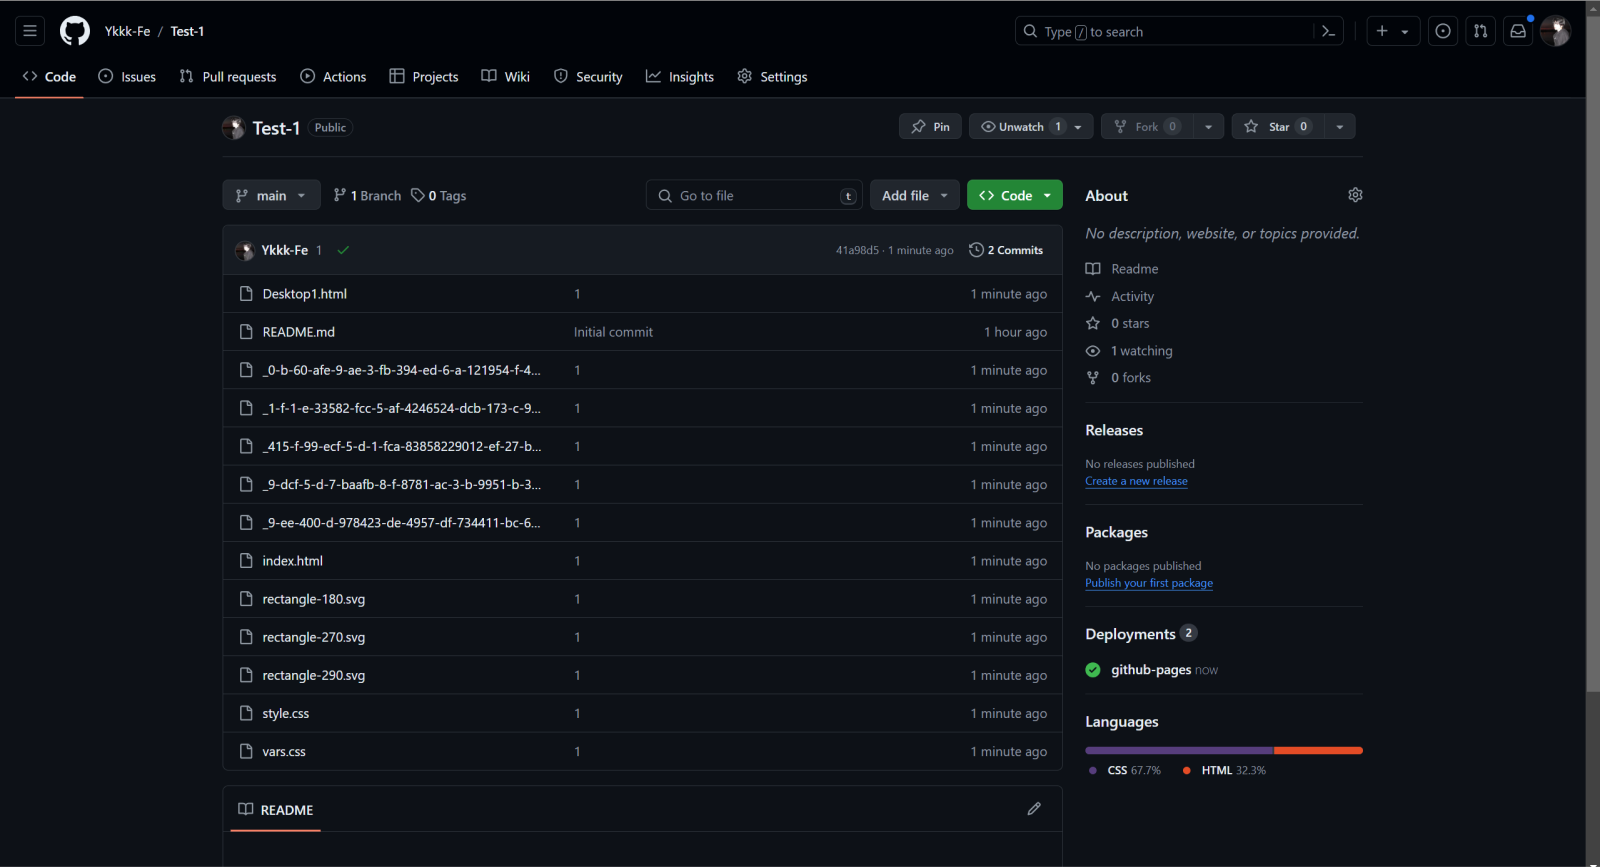 Ykkk-Fe / Test-1
Type / to search
Code
Issues
Pull requests
Actions
Projects
Wiki
Security
Insights
Settings
Test-1 Public
Pin
Unwatch 1
Fork 0
Star 0
main
1 Branch
0 Tags
Go to file t
Add file
Code
Ykkk-Fe 1
41a98d5 · 1 minute ago
2 Commits
Desktop1.html 1 1 minute ago
README.md Initial commit 1 hour ago
_0-b-60-afe-9-ae-3-fb-394-ed-6-a-121954-f-4... 1 1 minute ago
_1-f-1-e-33582-fcc-5-af-4246524-dcb-173-c-9... 1 1 minute ago
_415-f-99-ecf-5-d-1-fca-83858229012-ef-27-b... 1 1 minute ago
_9-dcf-5-d-7-baafb-8-f-8781-ac-3-b-9951-b-3... 1 1 minute ago
_9-ee-400-d-978423-de-4957-df-734411-bc-6... 1 1 minute ago
index.html 1 1 minute ago
rectangle-180.svg 1 1 minute ago
rectangle-270.svg 1 1 minute ago
rectangle-290.svg 1 1 minute ago
style.css 1 1 minute ago
vars.css 1 1 minute ago
README
About
No description, website, or topics provided.
Readme
Activity
0 stars
1 watching
0 forks
Releases
No releases published
Create a new release
Packages
No packages published
Publish your first package
Deployments 2
github-pages now
Languages
CSS 67.7%
HTML 32.3%